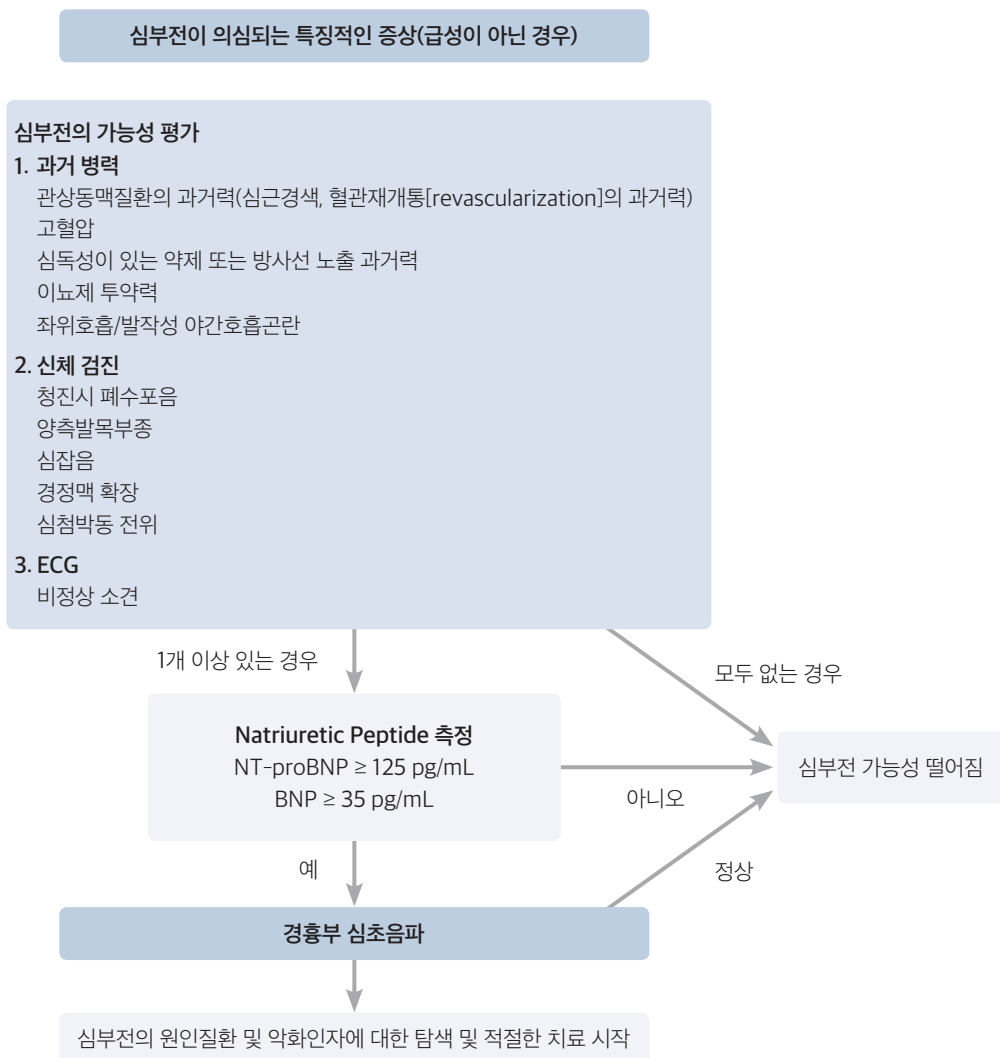 심부전이 의심되는 특징적인 증상(급성이 아닌 경우)
심부전의 가능성 평가
1. 과거 병력
관상동맥질환의 과거력(심근경색, 혈관재개통[revascularization]의 과거력)
고혈압
심독성이 있는 약제 또는 방사선 노출 과거력
이뇨제 투약력
좌위호흡/발작성 야간호흡곤란
2. 신체 검진
청진시 폐수포음
양측발목부종
심잡음
경정맥 확장
심첨박동 전위
3. ECG
비정상 소견
1개 이상 있는 경우
모두 없는 경우
Natriuretic Peptide 측정
NT-proBNP ≥ 125 pg/mL
BNP ≥ 35 pg/mL
아니오
심부전 가능성 떨어짐
예
정상
경흉부 심초음파
심부전의 원인질환 및 악화인자에 대한 탐색 및 적절한 치료 시작